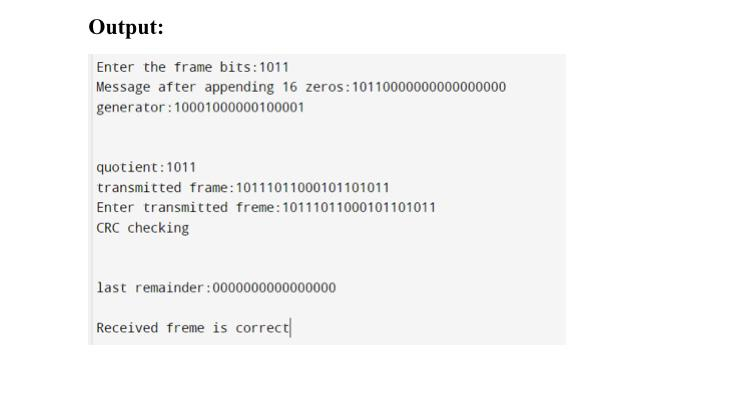 Output:
Enter the frame bits:1011
Message after appending 16 zeros:10110000000000000000
generator:10001000000100001
quotient:1011
transmitted frame:10111011000101101011
Enter transmitted freme:10111011000101101011
CRC checking
last remainder:0000000000000000
Received freme is correct